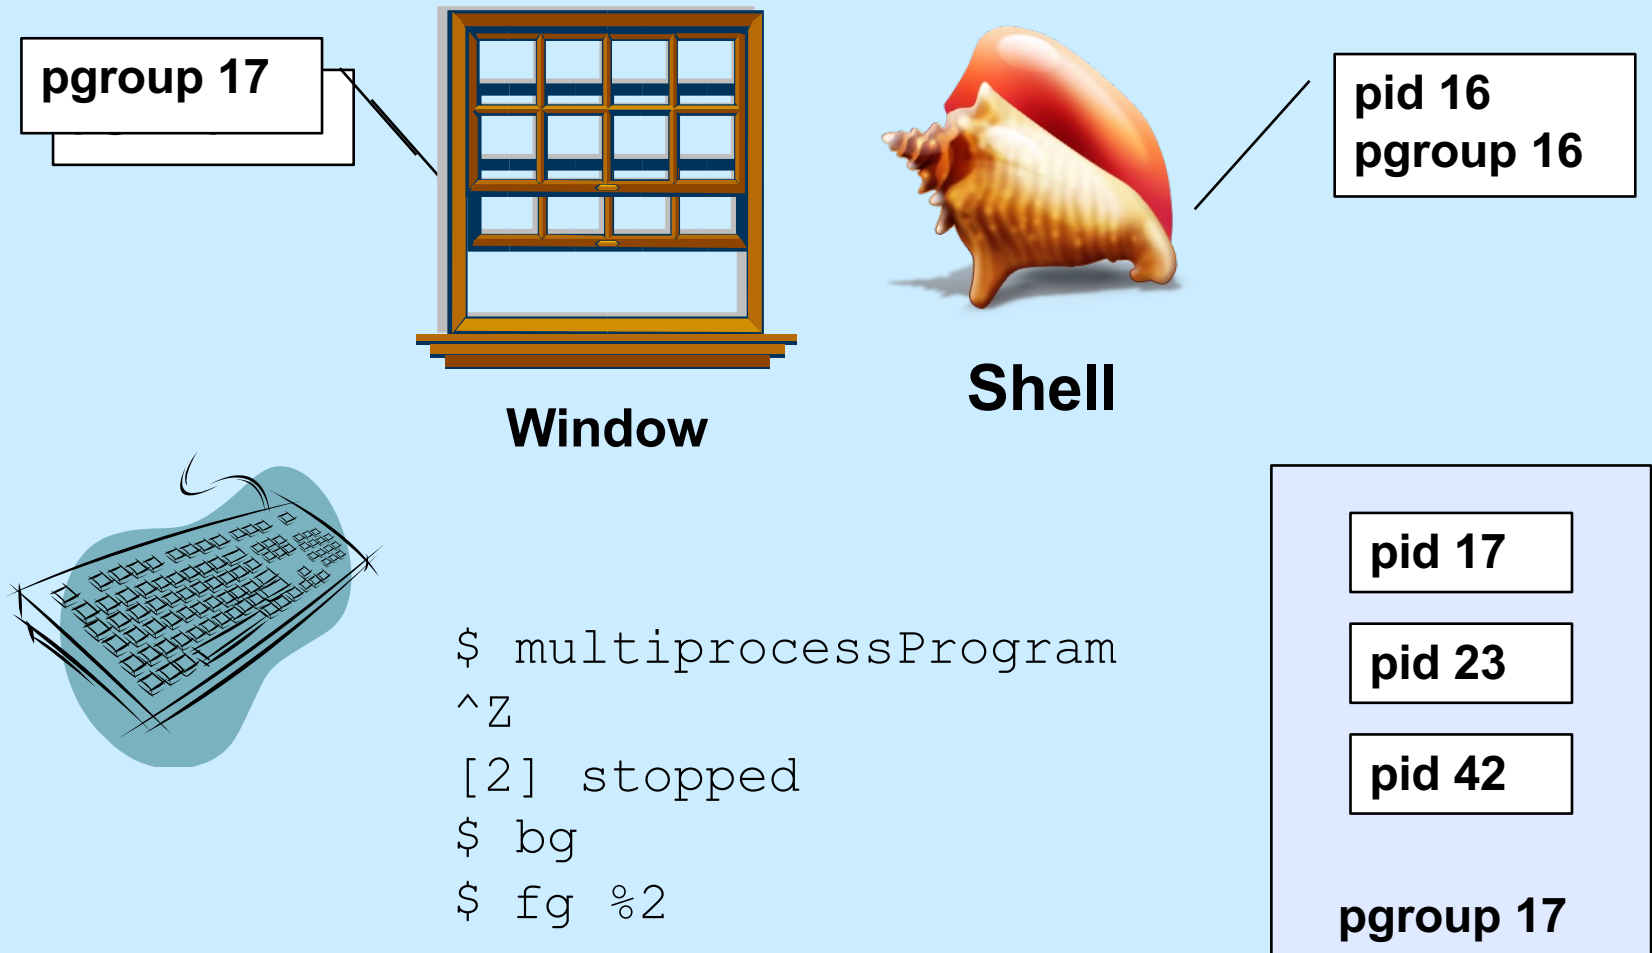 pgroup 17
pid 16
pgroup 16
Window
Shell
$ multiprocessProgram
^Z
[2] stopped
$ bg
$ fg %2
pid 17
pid 23
pid 42
pgroup 17